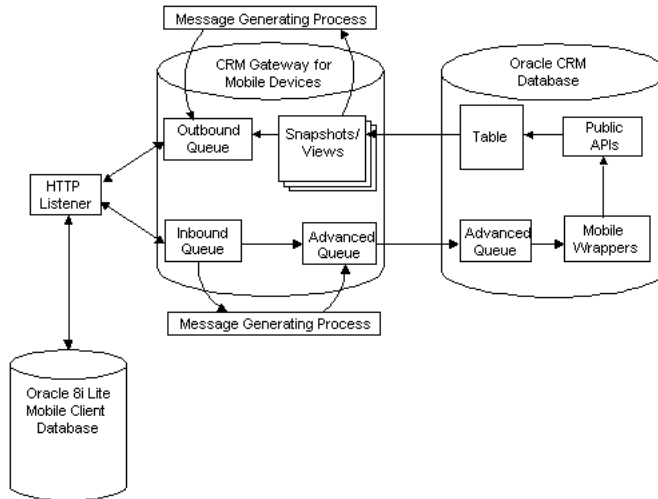 Message Generating Process
CRM Gateway for
Mobile Devices
Oracle CRM
Database
Outbound
Queue
Snapshots/
Views
Table
Public
APIs
HTTP
Listener
Inbound
Queue
Advanced
Queue
Advanced
Queue
Mobile
Wrappers
Message Generating Process
Oracle 8i Lite
Mobile Client
Database